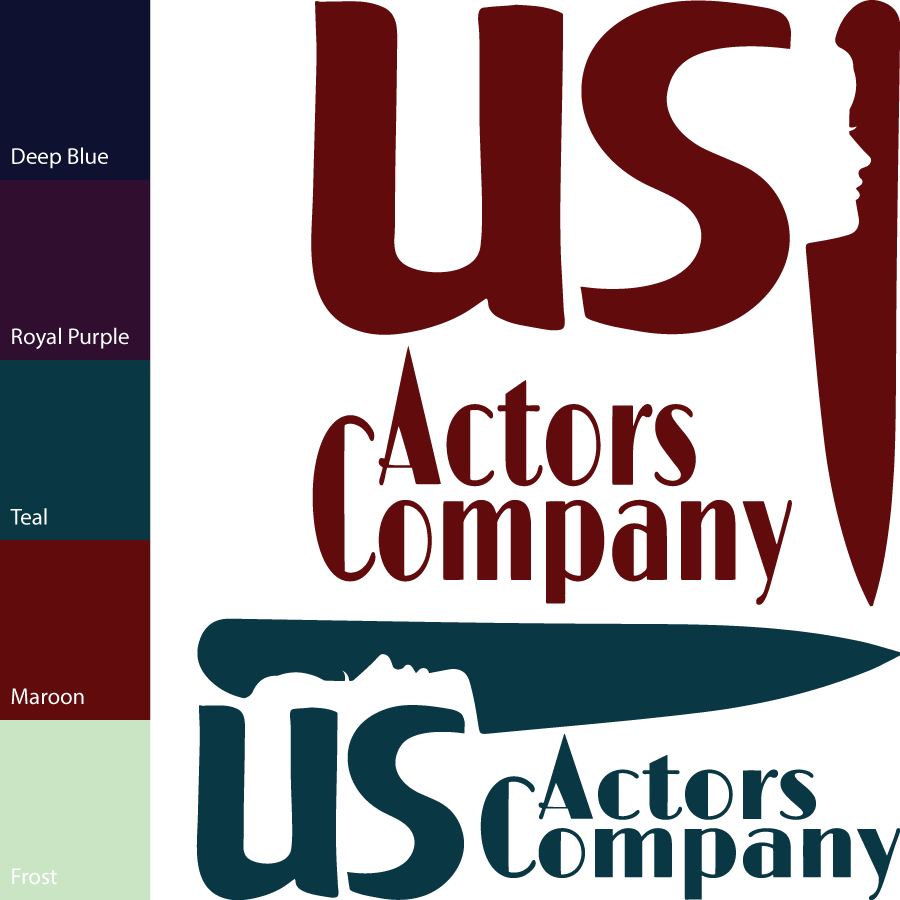 Deep Blue
Royal Purple
Teal
Maroon
Frost
us
Actors
Company
us
Actors
Company